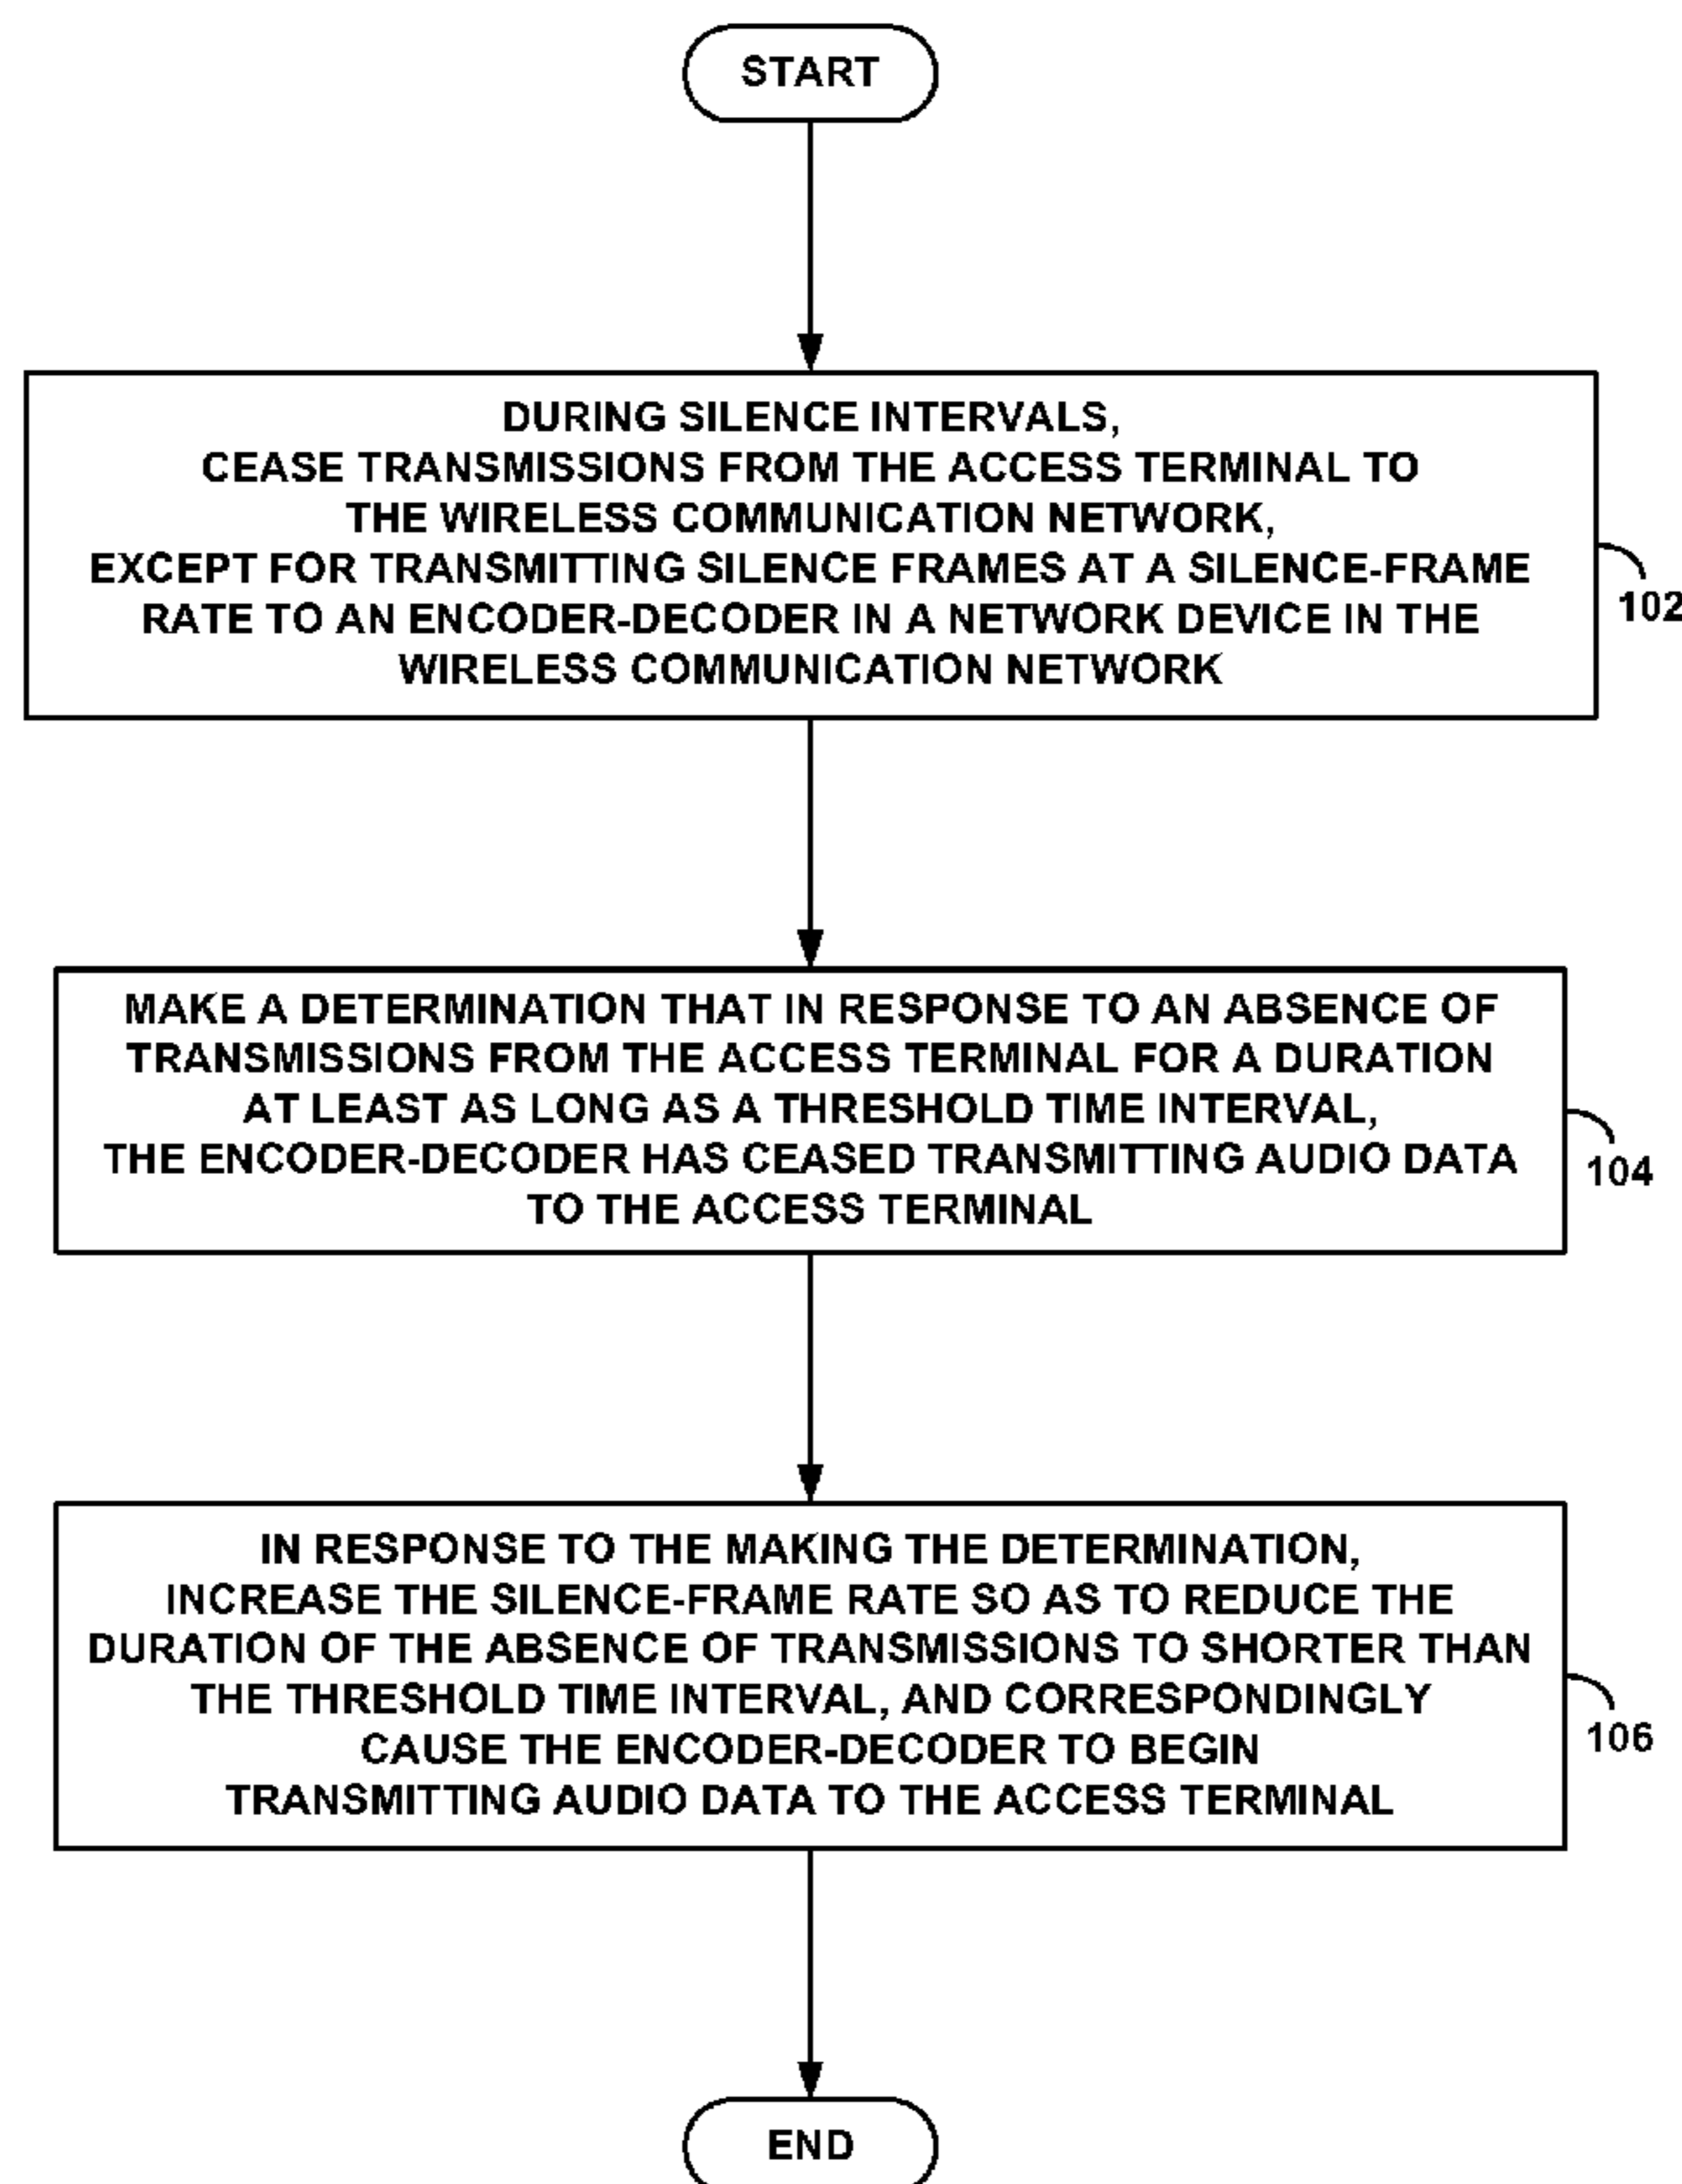 START
DURING SILENCE INTERVALS,
CEASE TRANSMISSIONS FROM THE ACCESS TERMINAL TO
THE WIRELESS COMMUNICATION NETWORK,
EXCEPT FOR TRANSMITTING SILENCE FRAMES AT A SILENCE-FRAME
RATE TO AN ENCODER-DECODER IN A NETWORK DEVICE IN THE
WIRELESS COMMUNICATION NETWORK
102
MAKE A DETERMINATION THAT IN RESPONSE TO AN ABSENCE OF
TRANSMISSIONS FROM THE ACCESS TERMINAL FOR A DURATION
AT LEAST AS LONG AS A THRESHOLD TIME INTERVAL,
THE ENCODER-DECODER HAS CEASED TRANSMITTING AUDIO DATA
TO THE ACCESS TERMINAL
104
IN RESPONSE TO THE MAKING THE DETERMINATION,
INCREASE THE SILENCE-FRAME RATE SO AS TO REDUCE THE
DURATION OF THE ABSENCE OF TRANSMISSIONS TO SHORTER THAN
THE THRESHOLD TIME INTERVAL, AND CORRESPONDINGLY
CAUSE THE ENCODER-DECODER TO BEGIN
TRANSMITTING AUDIO DATA TO THE ACCESS TERMINAL
106
END